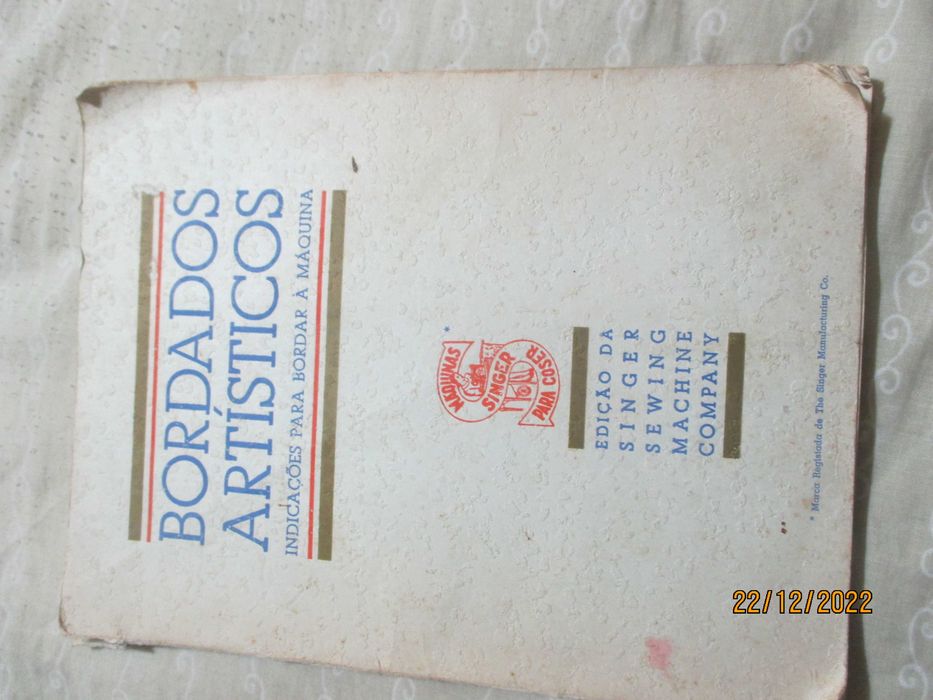 BORDADOS
ARTÍSTICOS
INDICAÇÕES PARA BORDAR À MÁQUINA
MAQUINAS *
SINGER
PARA COSER
EDIÇÃO DA
SINGER
SEWING
MACHINE
COMPANY
* Marca Registada de The Singer Manufacturing Co.
22/12/2022